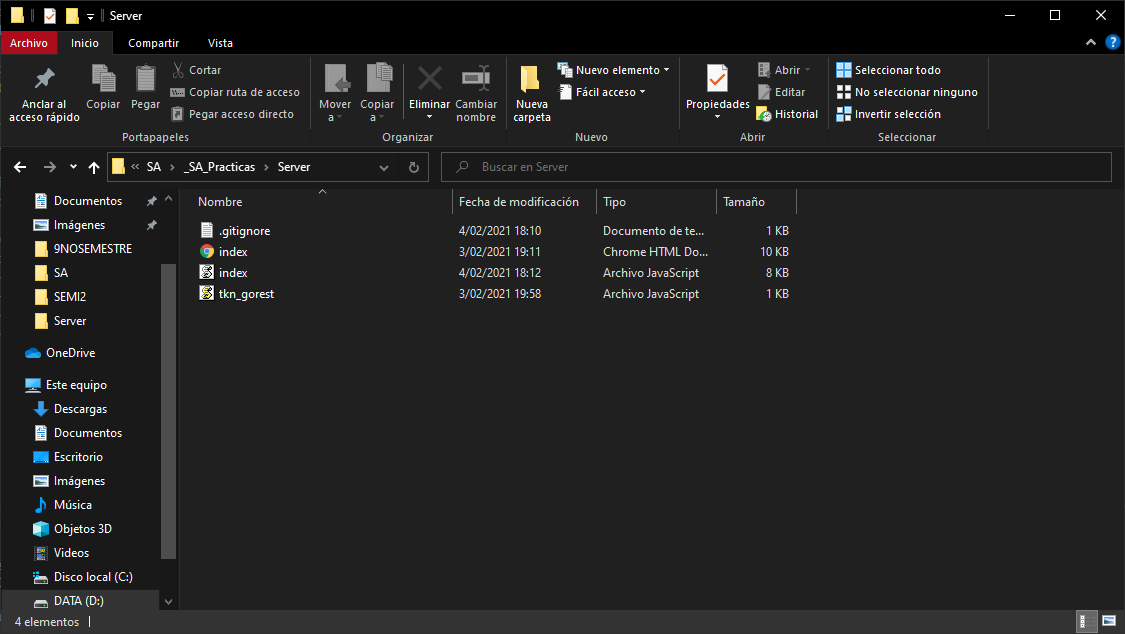 Server
Archivo Inicio Compartir Vista
Anclar al acceso rápido
Copiar
Pegar
Cortar
Copiar ruta de acceso
Pegar acceso directo
Portapapeles
Mover a
Copiar a
Eliminar
Cambiar nombre
Organizar
Nueva carpeta
Nuevo elemento
Fácil acceso
Nuevo
Propiedades
Abrir
Editar
Historial
Abrir
Seleccionar todo
No seleccionar ninguno
Invertir selección
Seleccionar
« SA › _SA_Practicas › Server
Buscar en Server
Documentos
Imágenes
9NOSEMESTRE
SA
SEMI2
Server
OneDrive
Este equipo
Descargas
Documentos
Escritorio
Imágenes
Música
Objetos 3D
Videos
Disco local (C:)
DATA (D:)
Nombre Fecha de modificación Tipo Tamaño
.gitignore 4/02/2021 18:10 Documento de te... 1 KB
index 3/02/2021 19:11 Chrome HTML Do... 10 KB
index 4/02/2021 18:12 Archivo JavaScript 8 KB
tkn_gorest 3/02/2021 19:58 Archivo JavaScript 1 KB
4 elementos